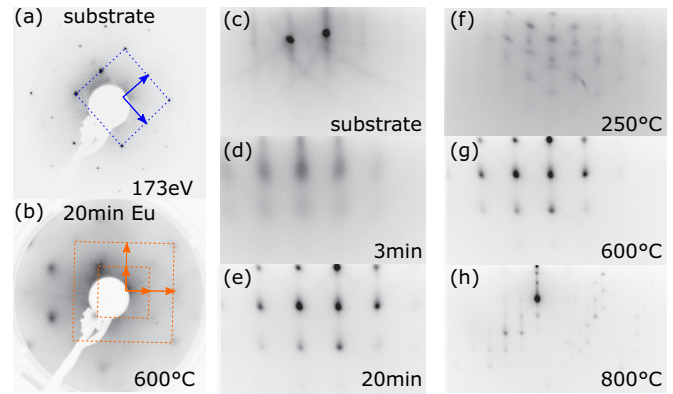 (a) substrate
173eV
(b) 20min Eu
600°C
(c)
substrate
(d)
3min
(e)
20min
(f)
250°C
(g)
600°C
(h)
800°C